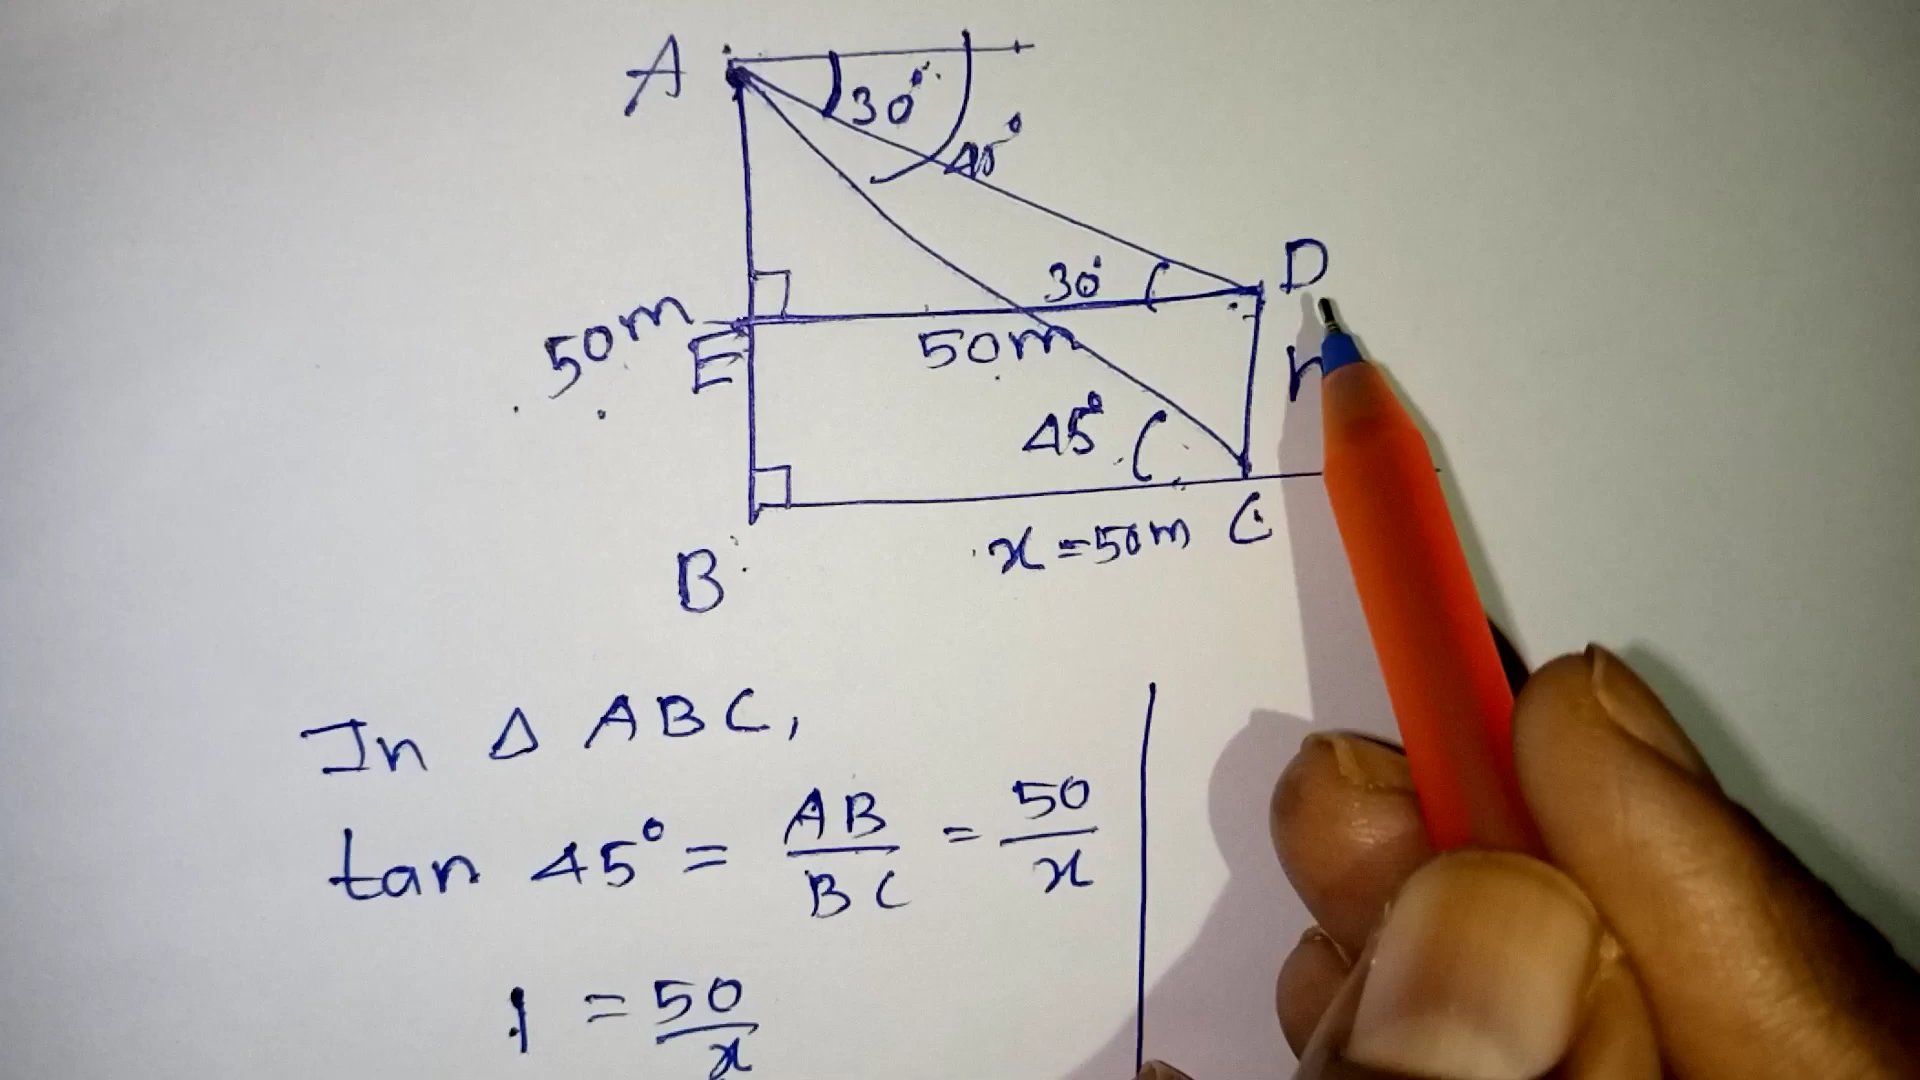 A
30°
45°
D
30°
50m
E
50m
h
45°
x = 50m
C
B
In Δ ABC,
tan 45° = AB/BC = 50/x
1 = 50/x